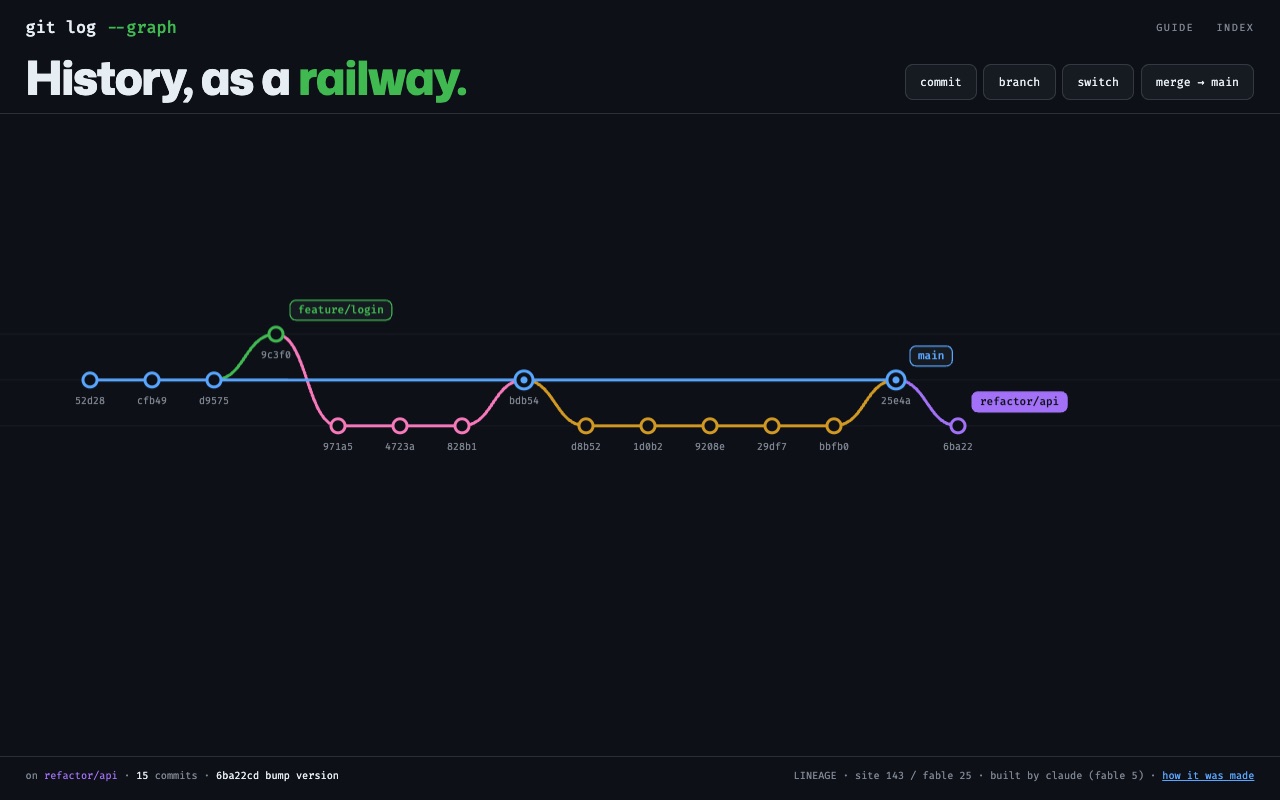 git log --graph
GUIDE INDEX
History, as a railway.
commit branch switch merge → main
feature/login
9c3f0
main
52d28 cfb49 d9575 bdb54 25e4a
refactor/api
971a5 4723a 828b1 d8b52 1d0b2 9208e 29df7 bbfb0 6ba22
on refactor/api · 15 commits · 6ba22cd bump version
LINEAGE · site 143 / fable 25 · built by claude (fable 5) · how it was made